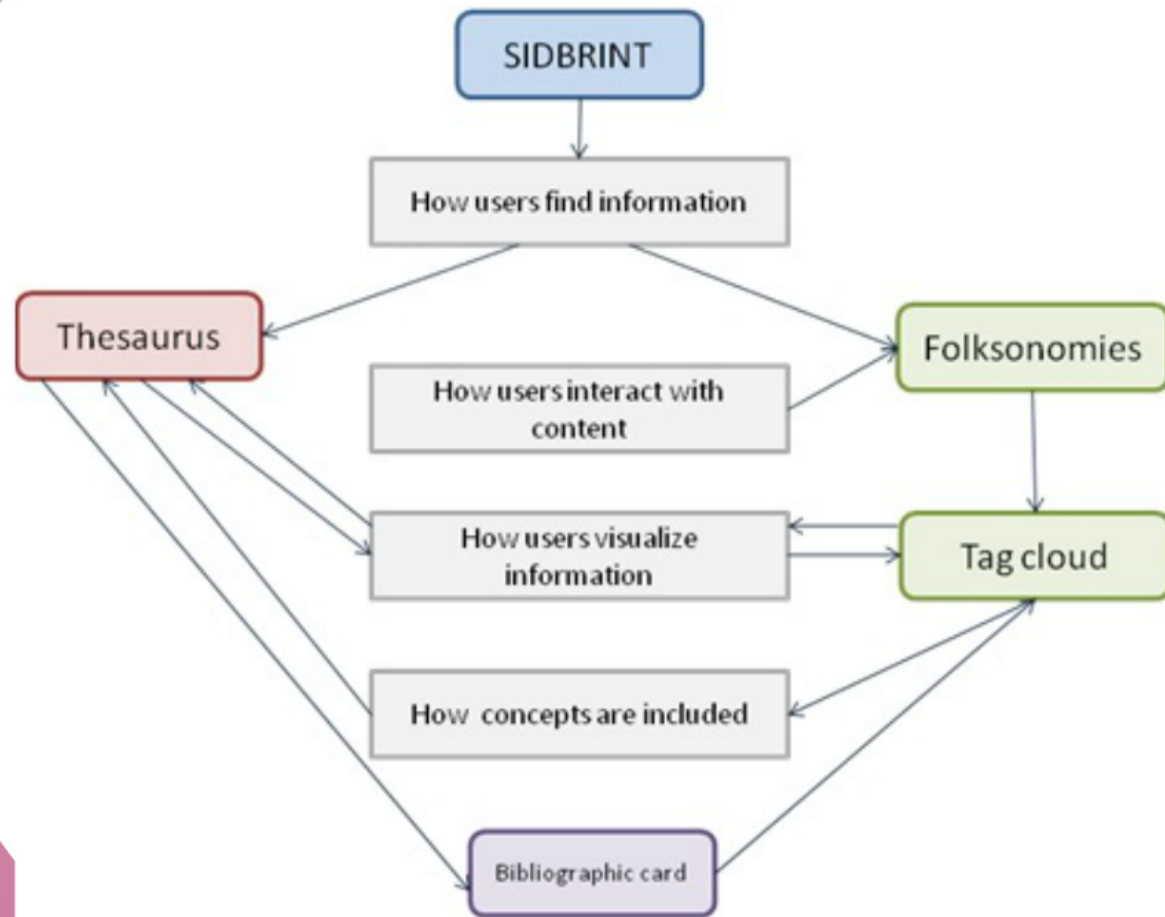 SIDBRINT
How users find information
Thesaurus
Folksonomies
How users interact with
content
How users visualize
information
Tag cloud
How concepts are included
Bibliographic card